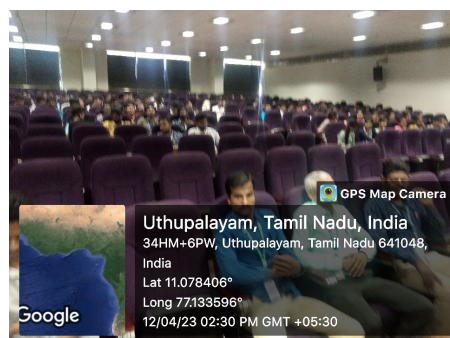 GPS Map Camera
Uthupalayam, Tamil Nadu, India
34HM+6PW, Uthupalayam, Tamil Nadu 641048,
India
Lat 11.078406°
Long 77.133596°
12/04/23 02:30 PM GMT +05:30
Google